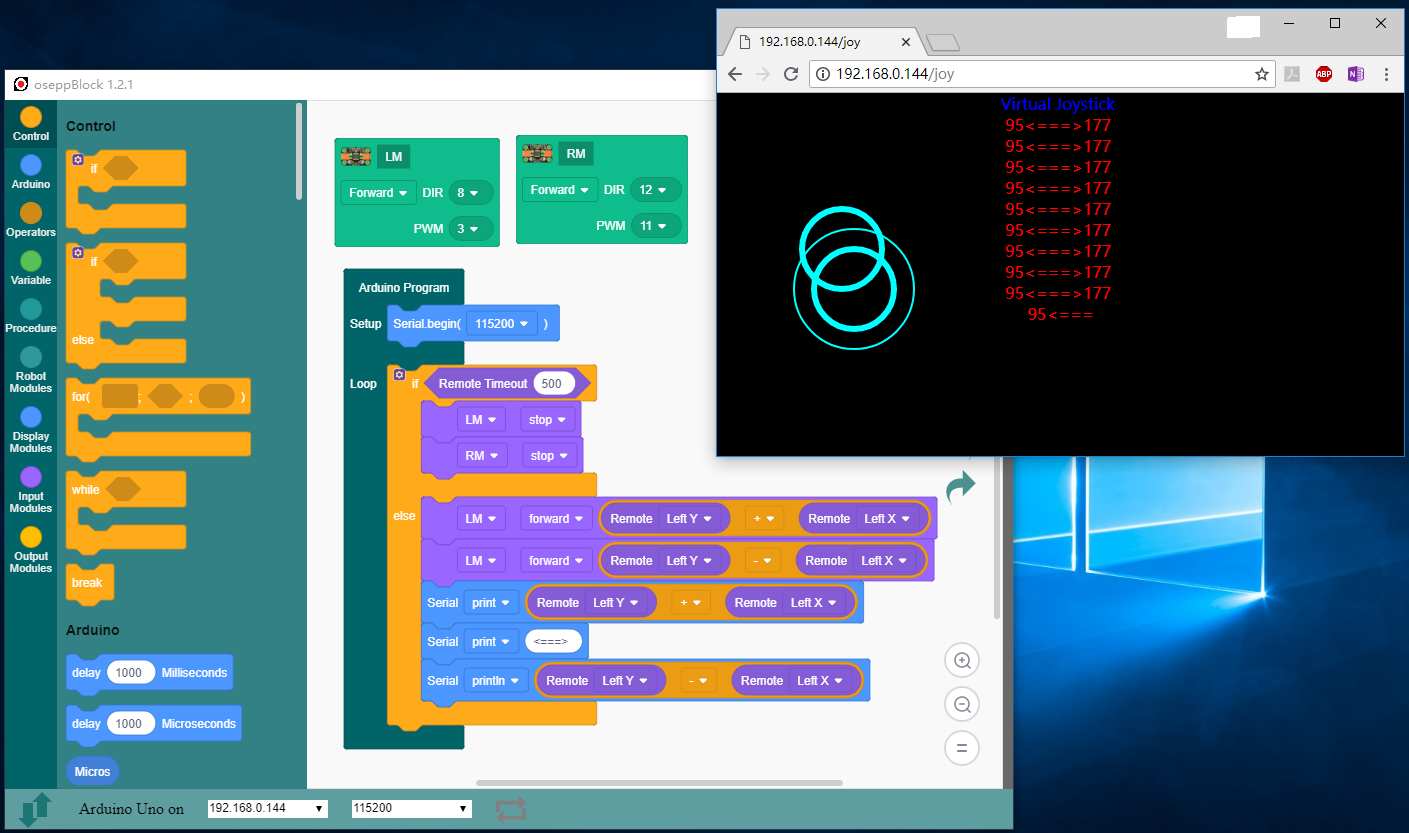 192.168.0.144/joy
192.168.0.144/joy
ABP
N
Virtual Joystick
95<===>177
95<===>177
95<===>177
95<===>177
95<===>177
95<===>177
95<===>177
95<===>177
95<===>177
95<===
oseppBlock 1.2.1
Control
Arduino
Operators
Variable
Procedure
Robot
Modules
Display
Modules
Input
Modules
Output
Modules
Control
if
if
else
for( ; ; )
while
break
Arduino
delay 1000 Milliseconds
delay 1000 Microseconds
Micros
LM
Forward DIR 8
PWM 3
RM
Forward DIR 12
PWM 11
Arduino Program
Setup Serial.begin( 115200 )
Loop if Remote Timeout 500
LM stop
RM stop
else LM forward Remote Left Y + Remote Left X
LM forward Remote Left Y - Remote Left X
Serial print Remote Left Y + Remote Left X
Serial print <===>
Serial println Remote Left Y - Remote Left X
Arduino Uno on 192.168.0.144 115200